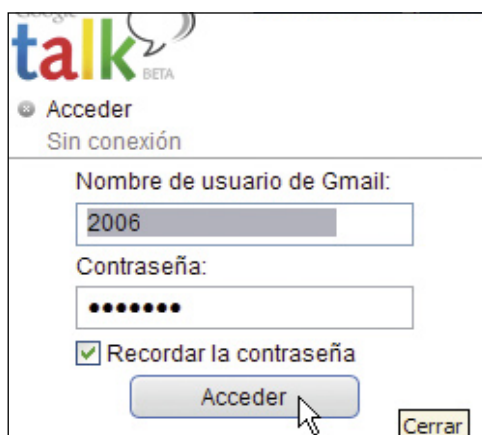 Google
talk
BETA
Acceder
Sin conexión
Nombre de usuario de Gmail:
2006
Contraseña:
•••••••
Recordar la contraseña
Acceder
Cerrar